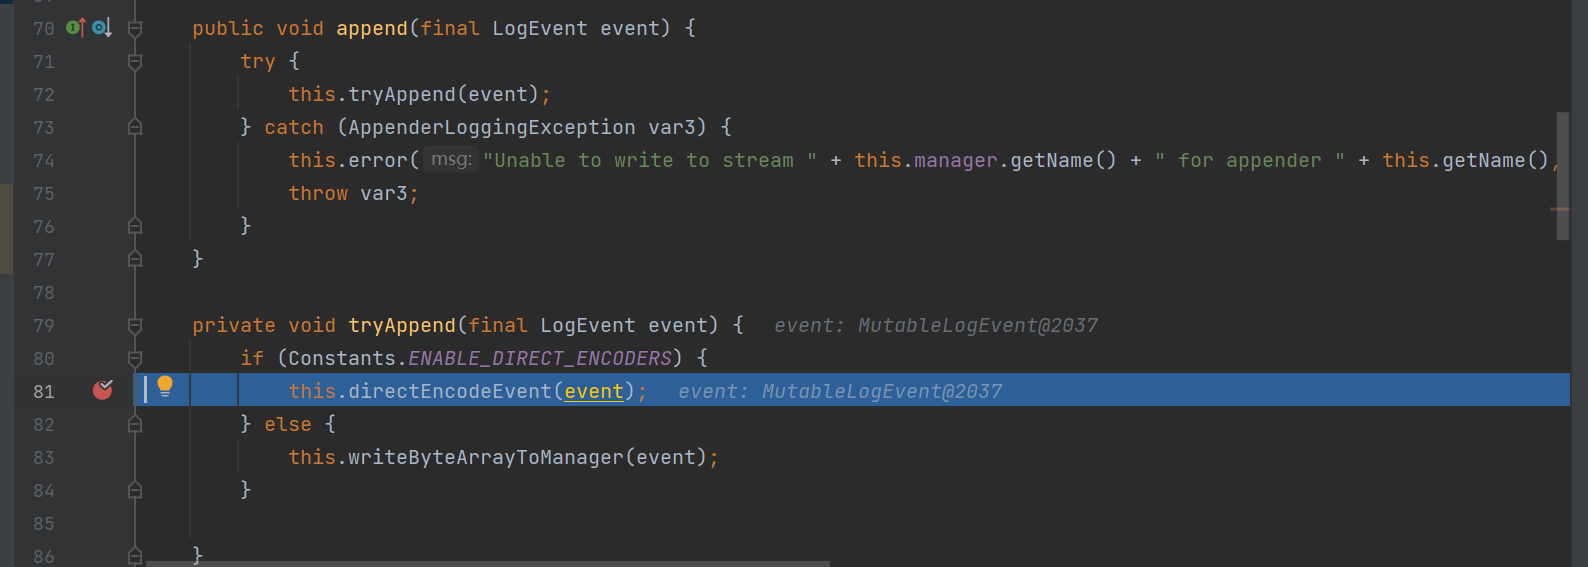 70 public void append(final LogEvent event) {
71 try {
72 this.tryAppend(event);
73 } catch (AppenderLoggingException var3) {
74 this.error( msg: "Unable to write to stream " + this.manager.getName() + " for appender " + this.getName(),
75 throw var3;
76 }
77 }
78
79 private void tryAppend(final LogEvent event) { event: MutableLogEvent@2037
80 if (Constants.ENABLE_DIRECT_ENCODERS) {
81 this.directEncodeEvent(event); event: MutableLogEvent@2037
82 } else {
83 this.writeByteArrayToManager(event);
84 }
85
86 }